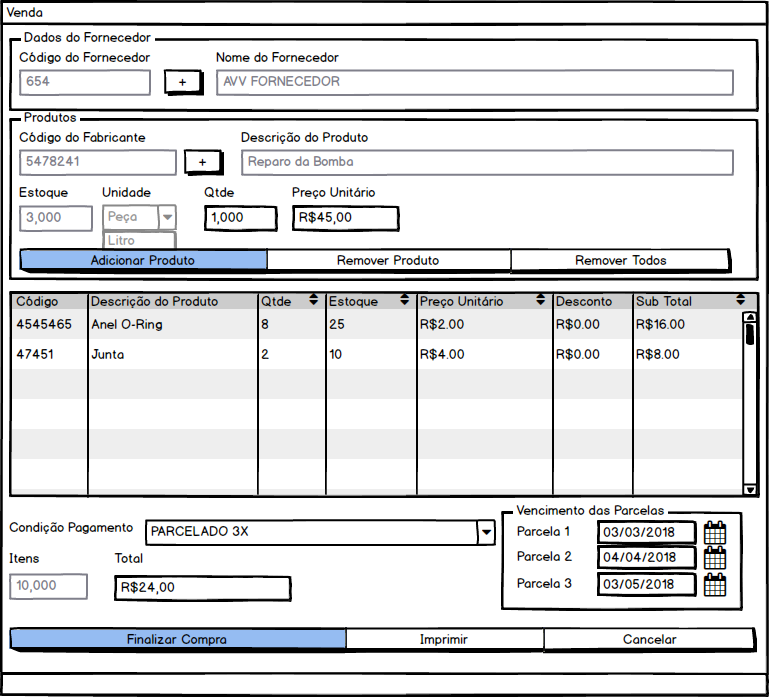 Venda
Dados do Fornecedor
Código do Fornecedor Nome do Fornecedor
654 + AVV FORNECEDOR
Produtos
Código do Fabricante Descrição do Produto
5478241 + Reparo da Bomba
Estoque Unidade Qtde Preço Unitário
3,000 Peça 1,000 R$45,00
Litro
Adicionar Produto Remover Produto Remover Todos
Código Descrição do Produto Qtde Estoque Preço Unitário Desconto Sub Total
4545465 Anel O-Ring 8 25 R$2.00 R$0.00 R$16.00
47451 Junta 2 10 R$4.00 R$0.00 R$8.00
Condição Pagamento PARCELADO 3X
Itens Total
10,000 R$24,00
Vencimento das Parcelas
Parcela 1 03/03/2018
Parcela 2 04/04/2018
Parcela 3 03/05/2018
Finalizar Compra Imprimir Cancelar